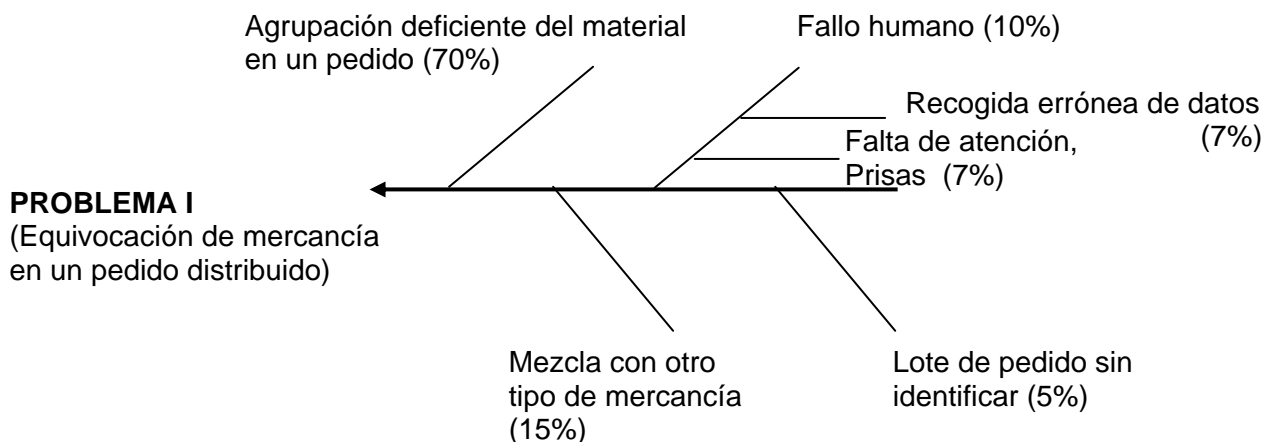 Agrupación deficiente del material
en un pedido (70%)
Fallo humano (10%)
Recogida errónea de datos
(7%)
Falta de atención,
Prisas (7%)
PROBLEMA I
(Equivocación de mercancía
en un pedido distribuido)
Mezcla con otro
tipo de mercancía
(15%)
Lote de pedido sin
identificar (5%)